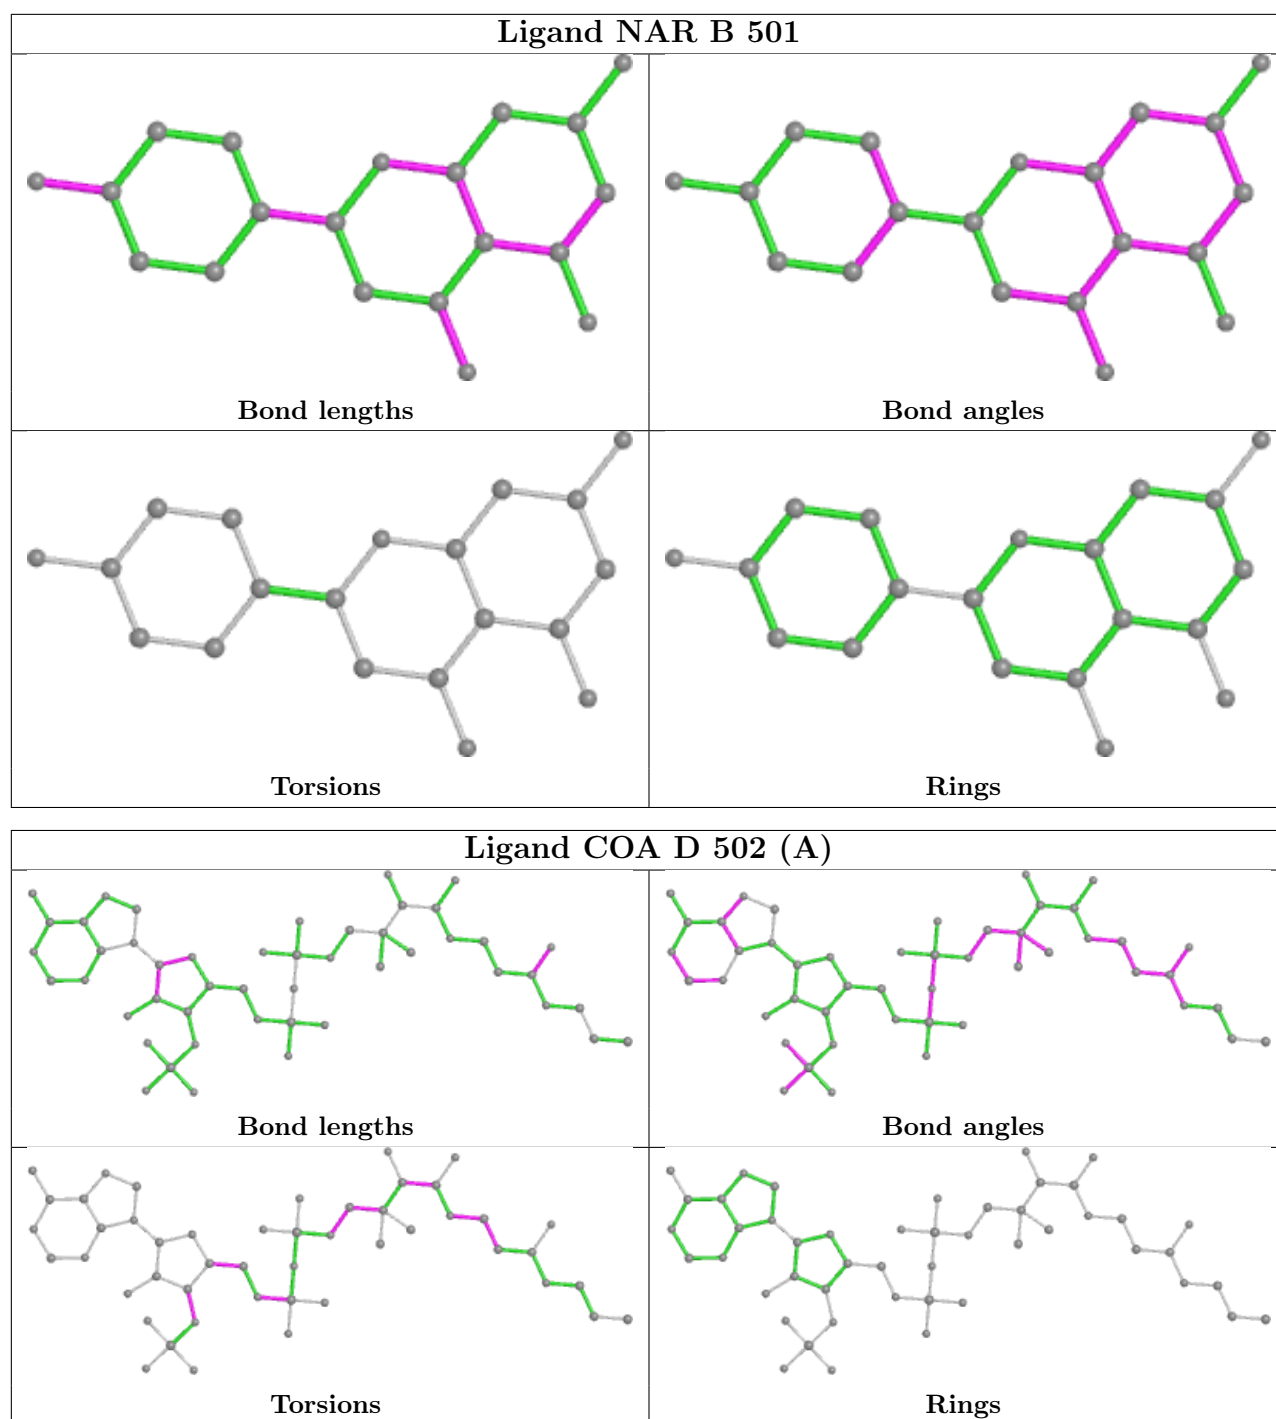 Ligand NAR B 501
Bond lengths
Bond angles
Torsions
Rings
Ligand COA D 502 (A)
Bond lengths
Bond angles
Torsions
Rings